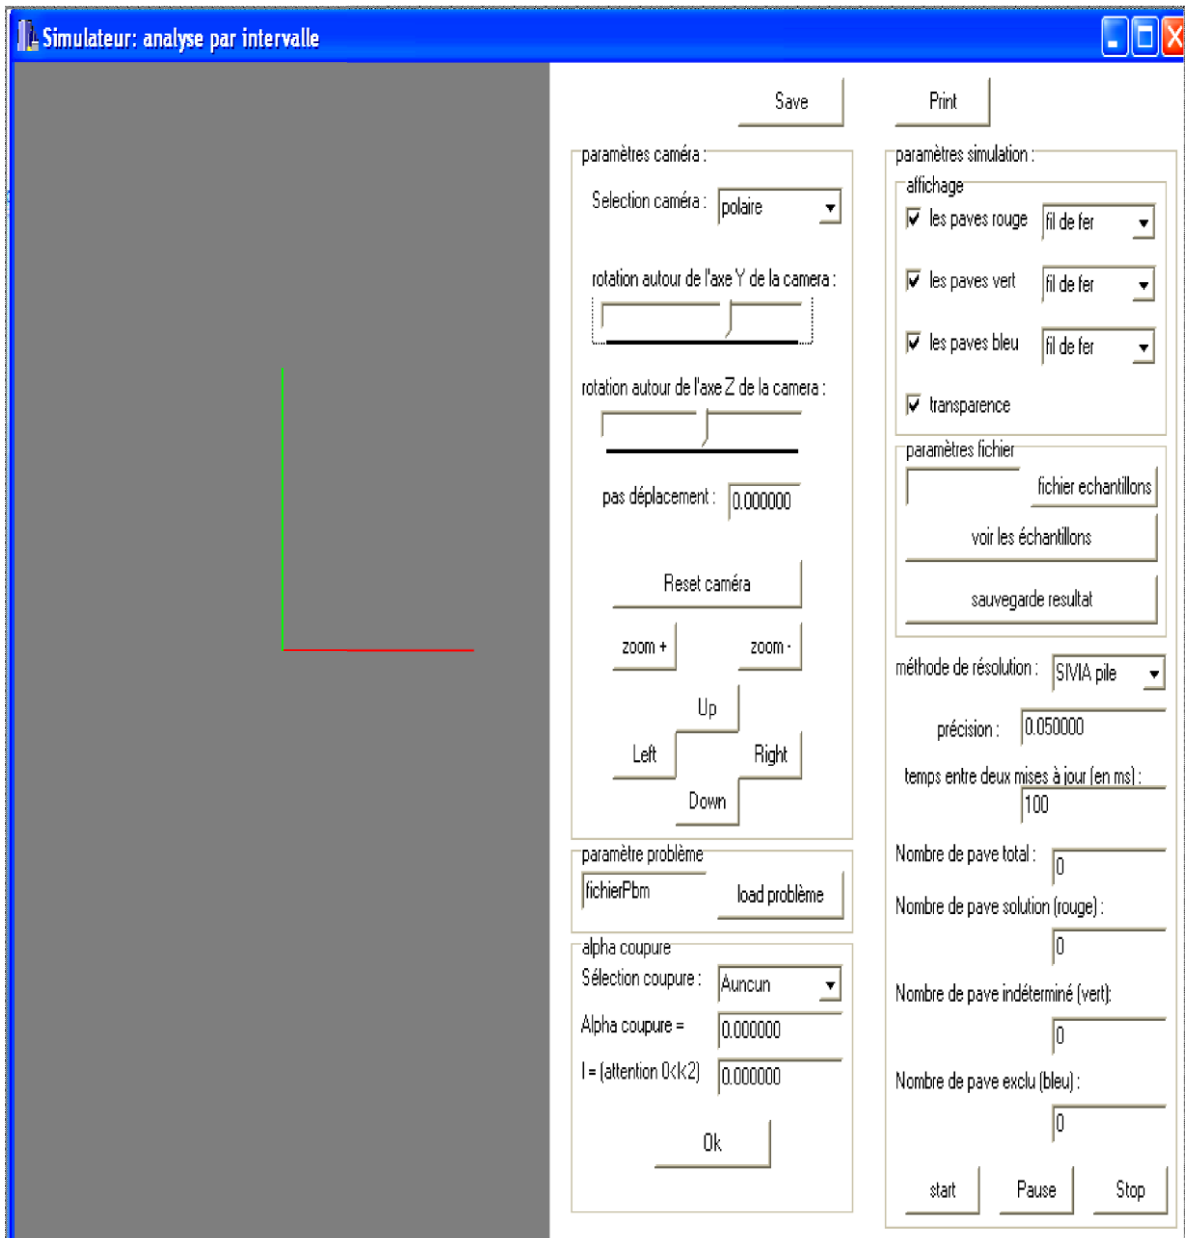 Simulateur: analyse par intervalle
Save
Print
paramètres caméra :
Selection caméra :
polaire
rotation autour de l'axe Y de la camera :
rotation autour de l'axe Z de la camera :
pas déplacement :
0.000000
Reset caméra
zoom +
zoom -
Up
Left
Right
Down
paramètre problème
fichierPbm
load problème
alpha coupure
Sélection coupure :
Auncun
Alpha coupure =
0.000000
l = (attention 0<l<2)
0.000000
Ok
paramètres simulation :
affichage
les paves rouge
fil de fer
les paves vert
fil de fer
les paves bleu
fil de fer
transparence
paramètres fichier
fichier echantillons
voir les échantillons
sauvegarde resultat
méthode de résolution :
SIVIA pile
précision :
0.050000
temps entre deux mises à jour (en ms) :
100
Nombre de pave total :
0
Nombre de pave solution (rouge) :
0
Nombre de pave indéterminé (vert):
0
Nombre de pave exclu (bleu) :
0
start
Pause
Stop